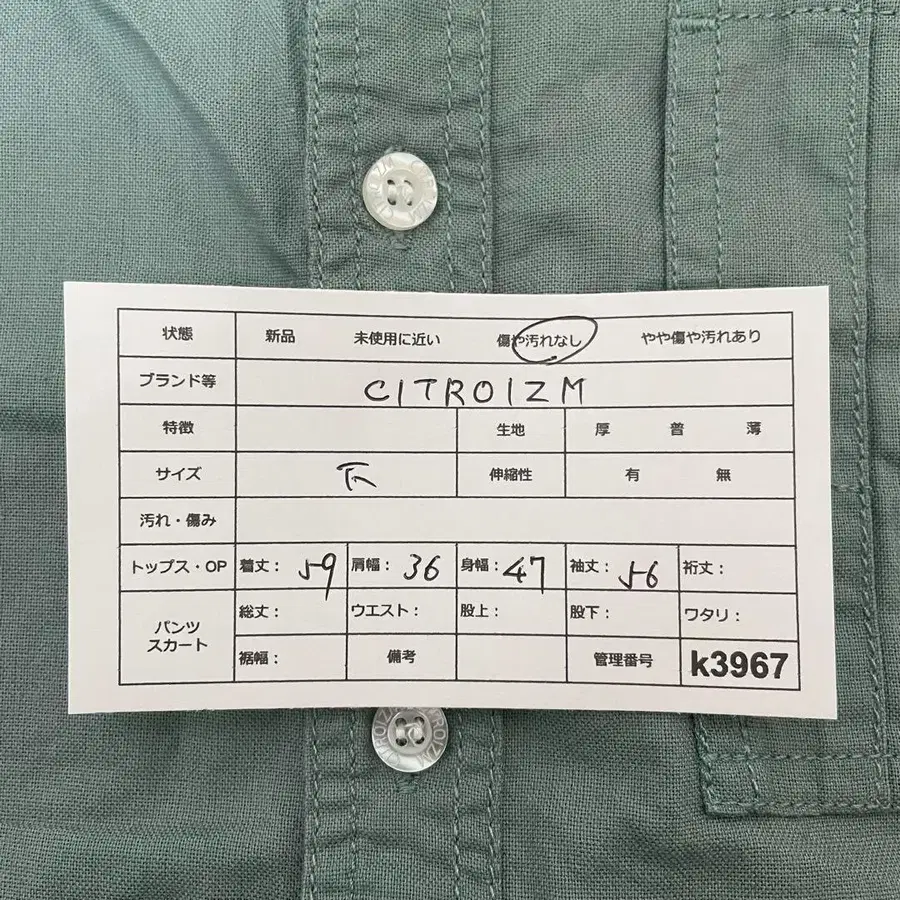 状態 新品 未使用に近い 傷や汚れなし やや傷や汚れあり
ブランド等 CITROIZM
特徴 生地 厚 普 薄
サイズ 下 伸縮性 有 無
汚れ・傷み
トップス・OP 着丈: 59 肩幅: 36 身幅: 47 袖丈: 56 裄丈:
パンツ スカート 総丈: ウエスト: 股上: 股下: ワタリ:
裾幅: 備考 管理番号 k3967